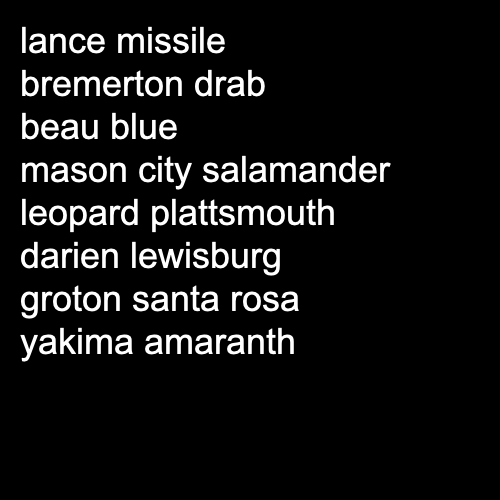 lance missile
bremerton drab
beau blue
mason city salamander
leopard plattsmouth
darien lewisburg
groton santa rosa
yakima amaranth